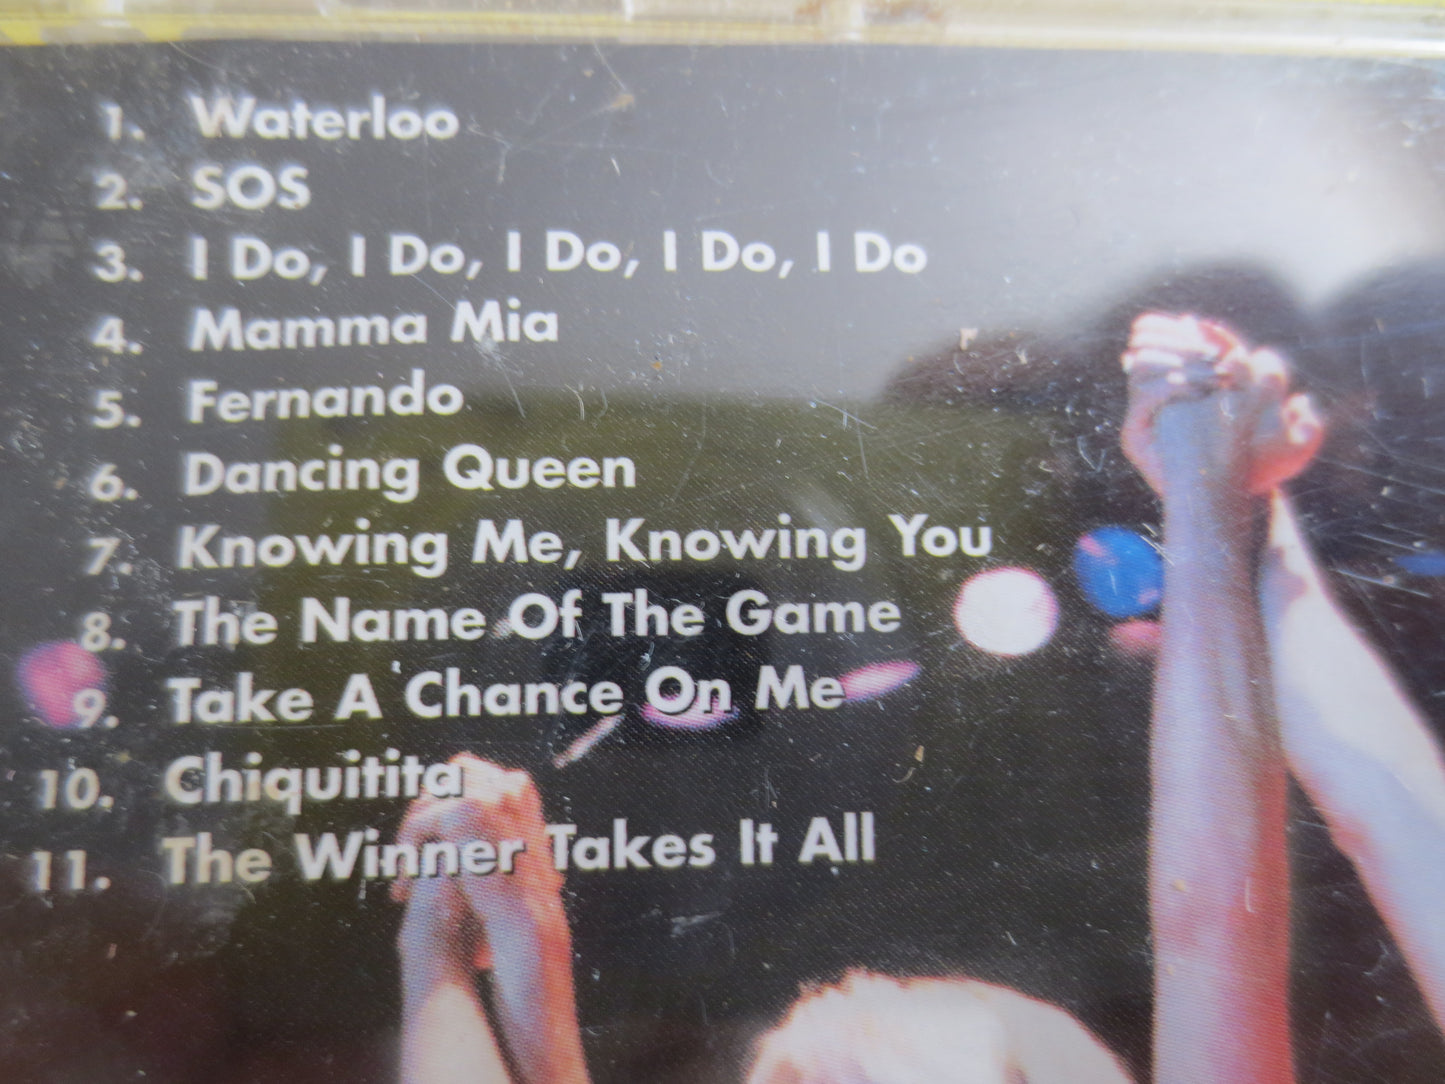 1. Waterloo
2. SOS
3. I Do, I Do, I Do, I Do, I Do
4. Mamma Mia
5. Fernando
6. Dancing Queen
7. Knowing Me, Knowing You
8. The Name Of The Game
9. Take A Chance On Me
10. Chiquitita
11. The Winner Takes It All